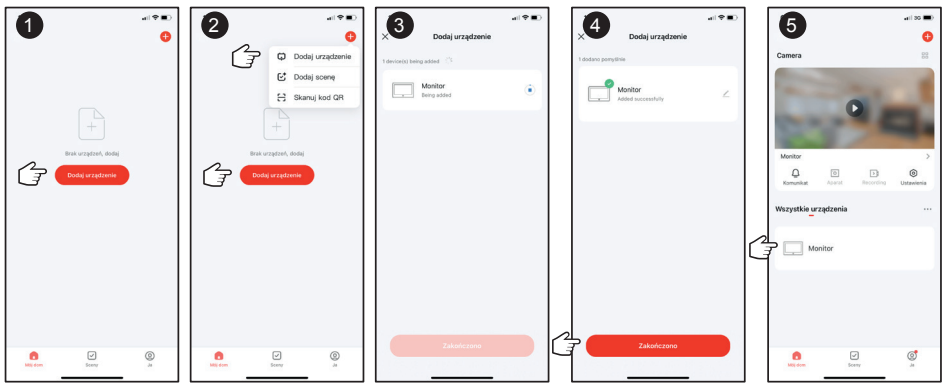 1
Brak urządzeń, dodaj
Dodaj urządzenie
Mój dom
Sceny
Ja
2
Dodaj urządzenie
Dodaj scenę
Skanuj kod QR
Brak urządzeń, dodaj
Dodaj urządzenie
Mój dom
Sceny
Ja
3
Dodaj urządzenie
1 device(s) being added
Monitor
Being added
Zakończono
4
Dodaj urządzenie
1 dodano pomyślnie
Monitor
Added successfully
Zakończono
5
3G
Camera
Monitor
Komunikat
Aparat
Recording
Ustawienia
Wszystkie urządzenia
Monitor
Mój dom
Sceny
Ja